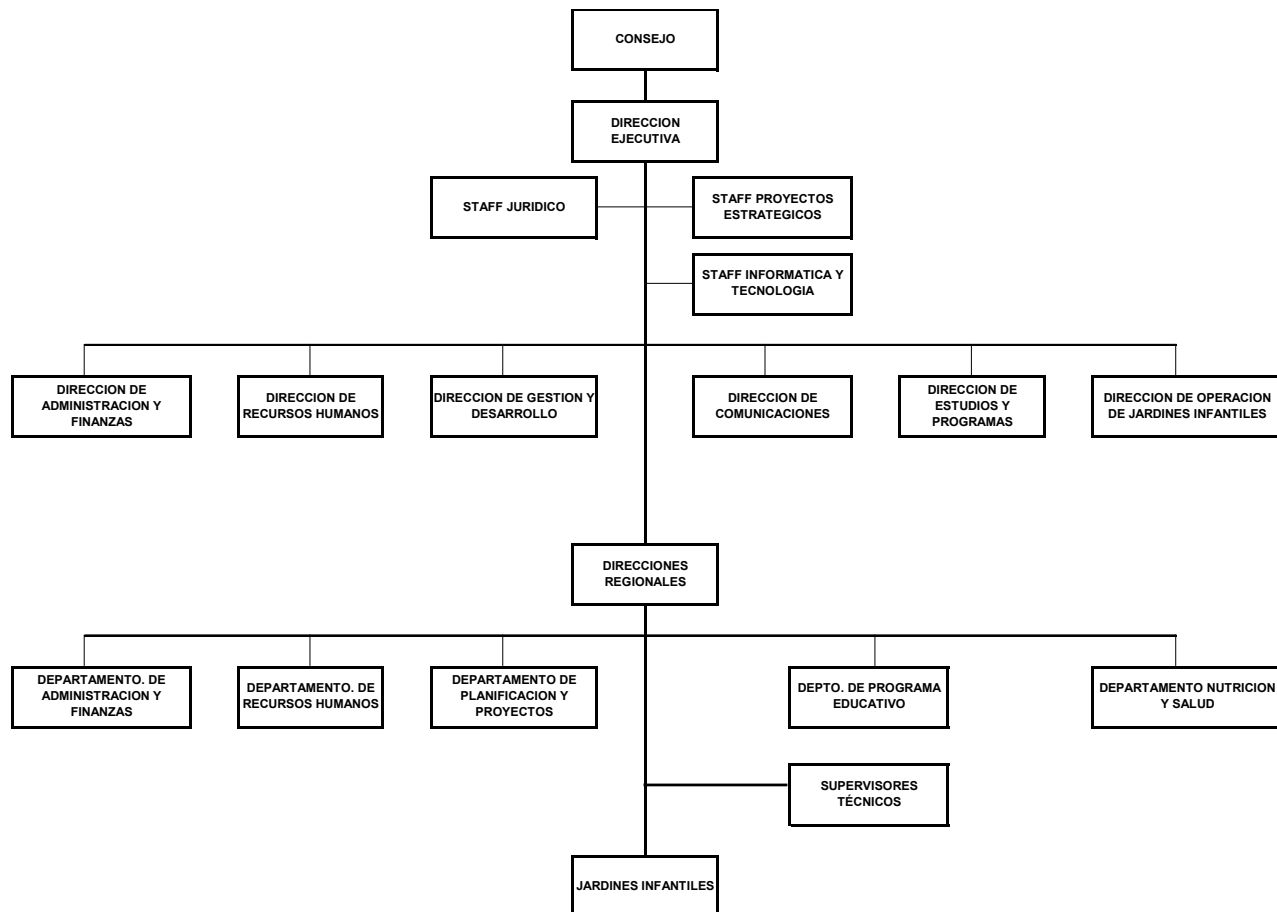 CONSEJO
DIRECCION
EJECUTIVA
STAFF JURIDICO
STAFF PROYECTOS
ESTRATEGICOS
STAFF INFORMATICA Y
TECNOLOGIA
DIRECCION DE
ADMINISTRACION Y
FINANZAS
DIRECCION DE
RECURSOS HUMANOS
DIRECCION DE GESTION Y
DESARROLLO
DIRECCION DE
COMUNICACIONES
DIRECCION DE
ESTUDIOS Y
PROGRAMAS
DIRECCION DE OPERACION
DE JARDINES INFANTILES
DIRECCIONES
REGIONALES
DEPARTAMENTO. DE
ADMINISTRACION Y
FINANZAS
DEPARTAMENTO. DE
RECURSOS HUMANOS
DEPARTAMENTO DE
PLANIFICACION Y
PROYECTOS
DEPTO. DE PROGRAMA
EDUCATIVO
DEPARTAMENTO NUTRICION
Y SALUD
SUPERVISORES
TÉCNICOS
JARDINES INFANTILES